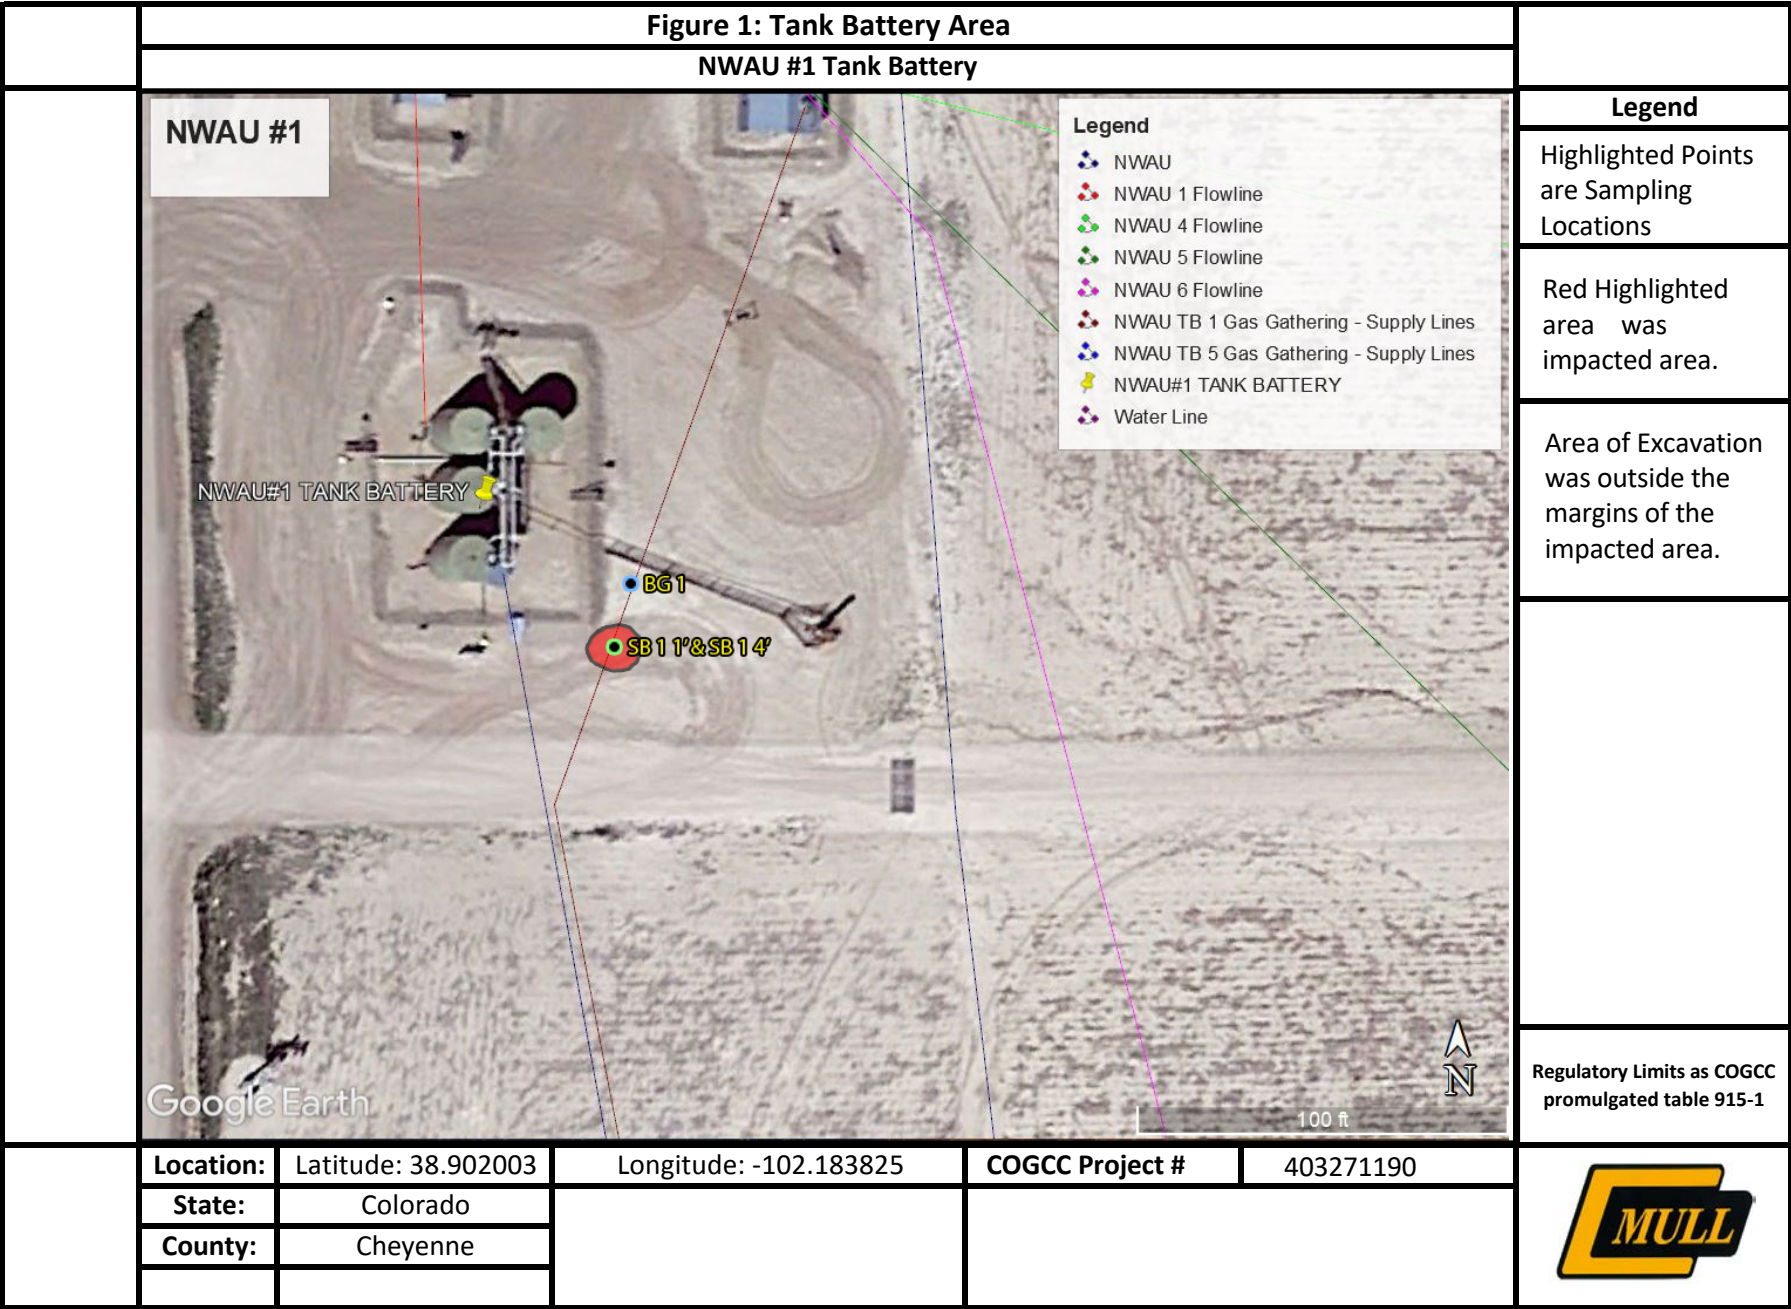 Figure 1: Tank Battery Area
NWAU #1 Tank Battery
NWAU #1
Legend
NWAU
NWAU 1 Flowline
NWAU 4 Flowline
NWAU 5 Flowline
NWAU 6 Flowline
NWAU TB 1 Gas Gathering - Supply Lines
NWAU TB 5 Gas Gathering - Supply Lines
NWAU#1 TANK BATTERY
Water Line
NWAU#1 TANK BATTERY
BG 1
SB 1 1'&SB 1 4'
Google Earth
N
100 ft
Legend
Highlighted Points
are Sampling
Locations
Red Highlighted
area was
impacted area.
Area of Excavation
was outside the
margins of the
impacted area.
Regulatory Limits as COGCC
promulgated table 915-1
Location: Latitude: 38.902003 Longitude: -102.183825 COGCC Project # 403271190
State: Colorado
County: Cheyenne
MULL